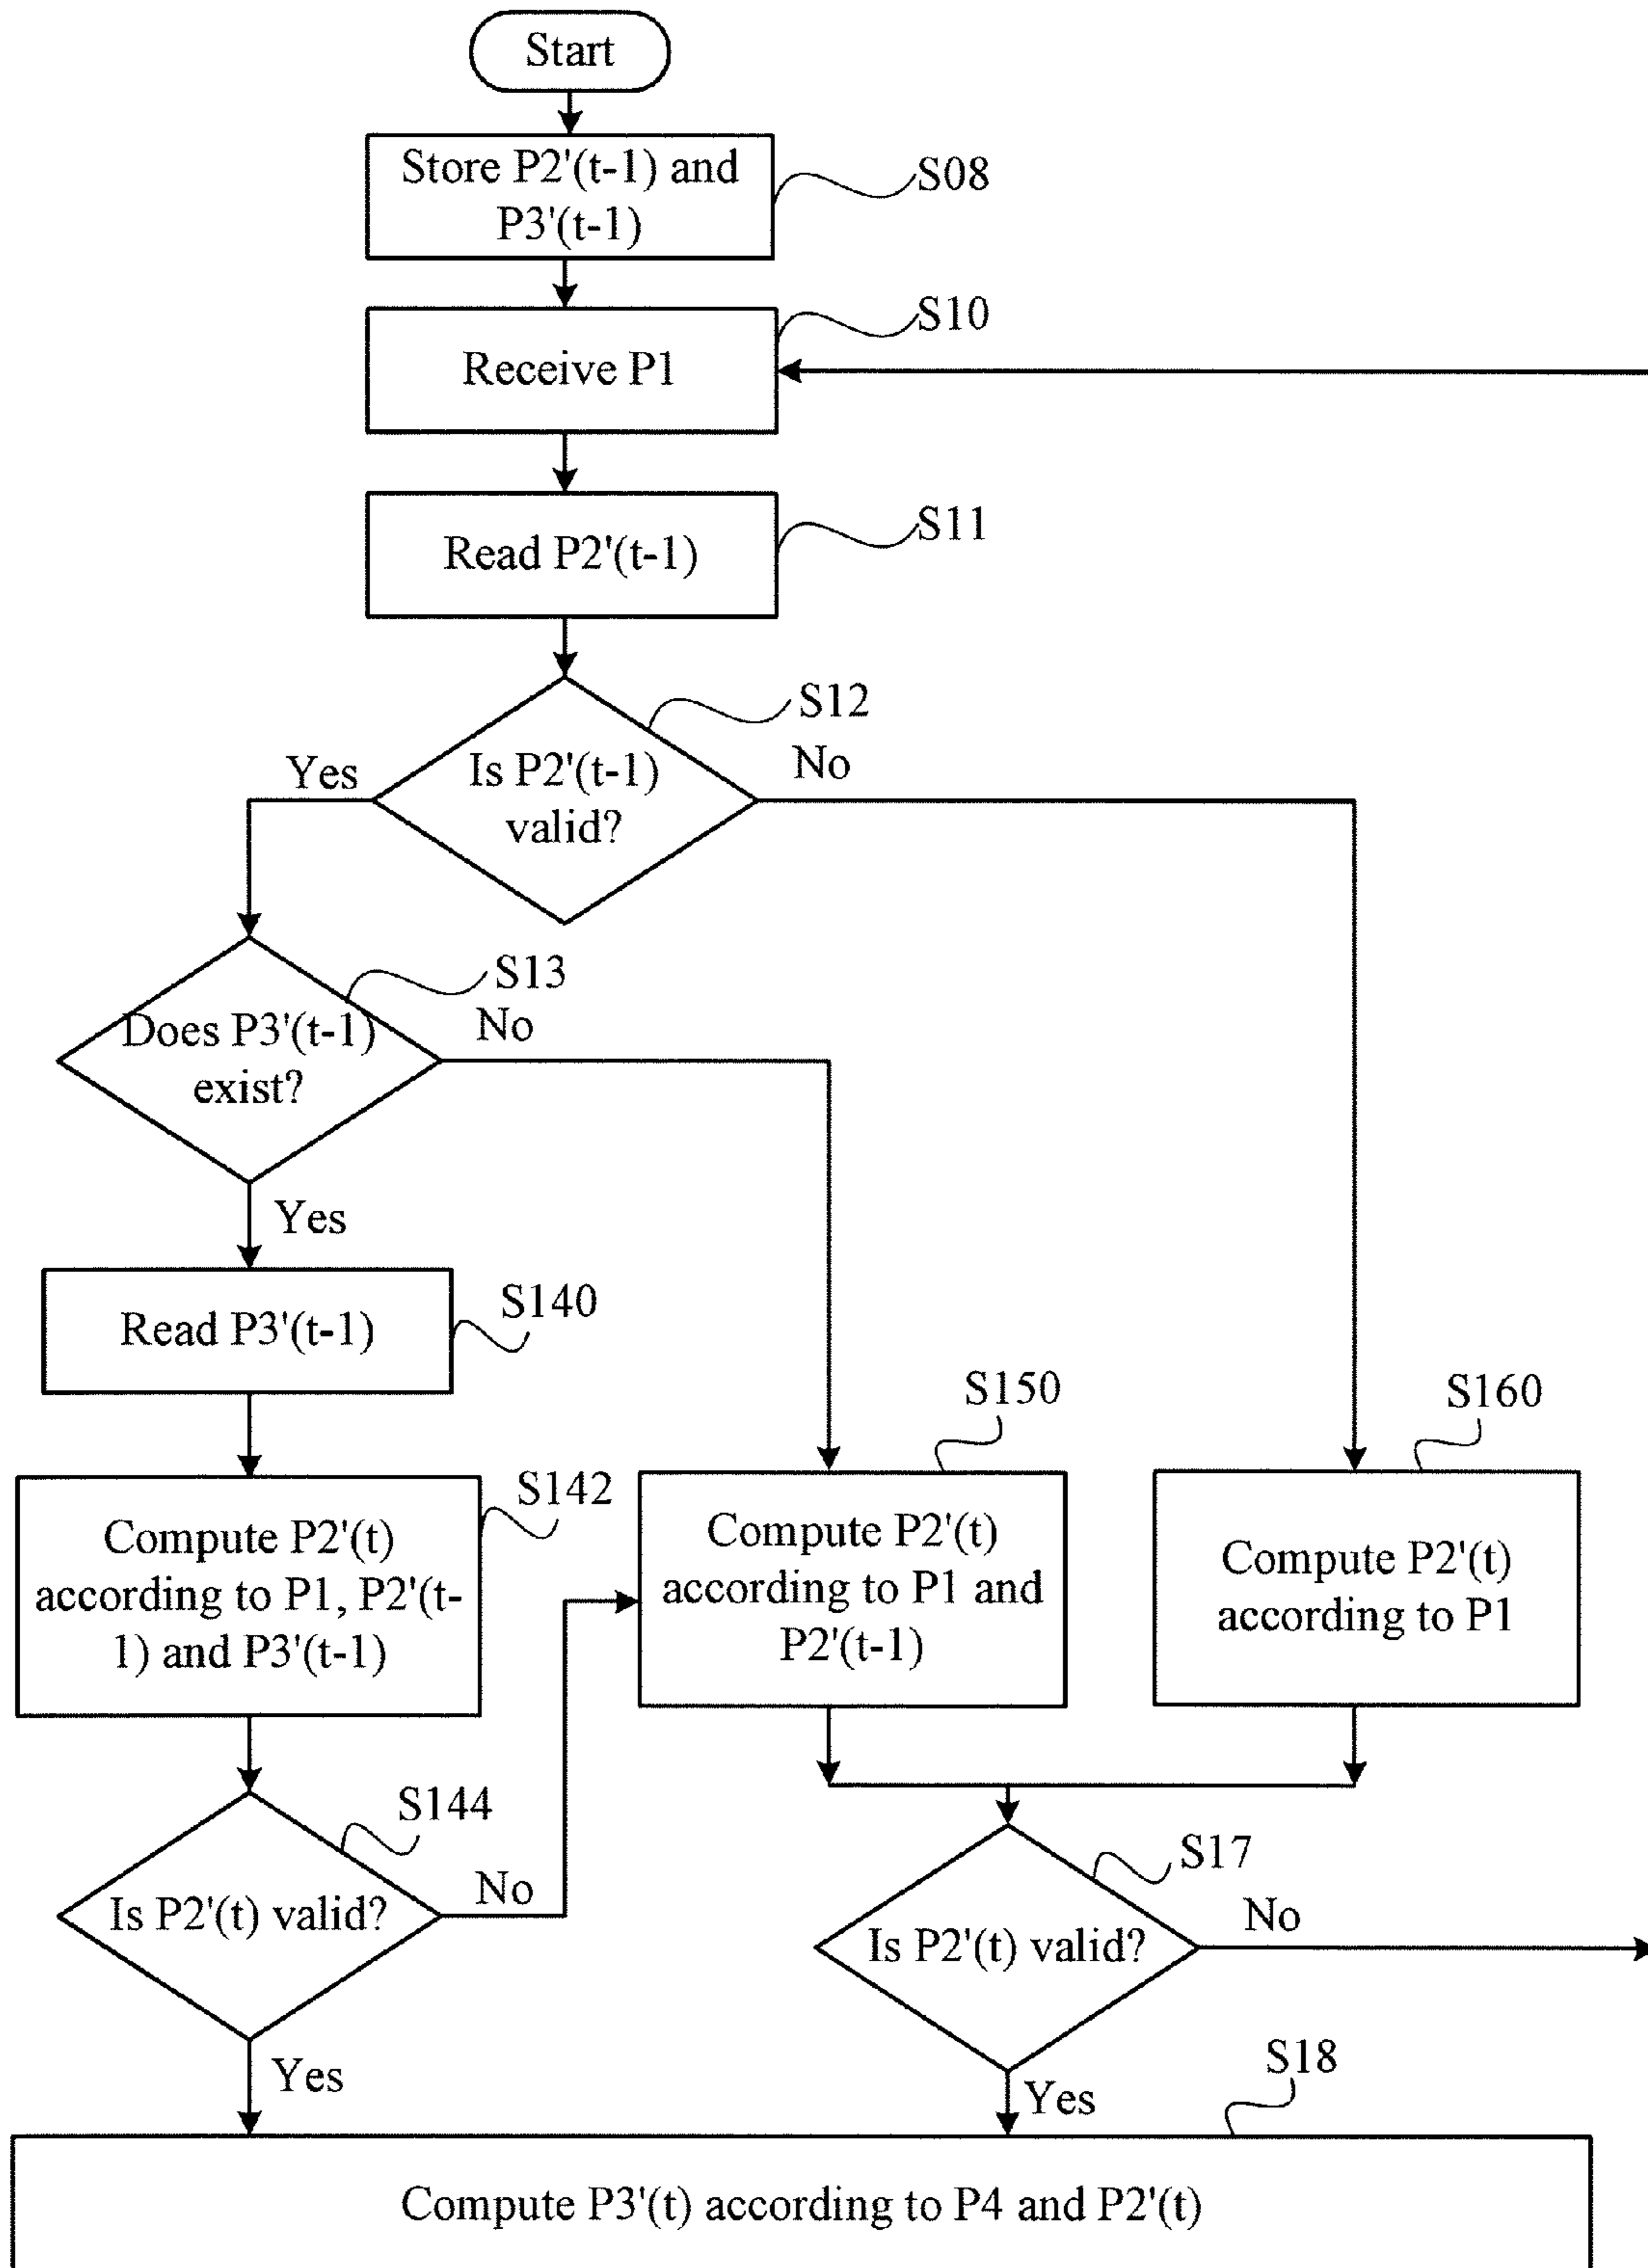 Start
Store P2'(t-1) and
P3'(t-1)
S08
S10
Receive P1
S11
Read P2'(t-1)
S12
Yes
Is P2'(t-1)
valid?
No
S13
Does P3'(t-1)
exist?
No
Yes
S140
Read P3'(t-1)
S150
S160
S142
Compute P2'(t)
according to P1, P2'(t-
1) and P3'(t-1)
Compute P2'(t)
according to P1 and
P2'(t-1)
Compute P2'(t)
according to P1
S144
Is P2'(t) valid?
No
S17
Is P2'(t) valid?
No
Yes
Yes
S18
Compute P3'(t) according to P4 and P2'(t)